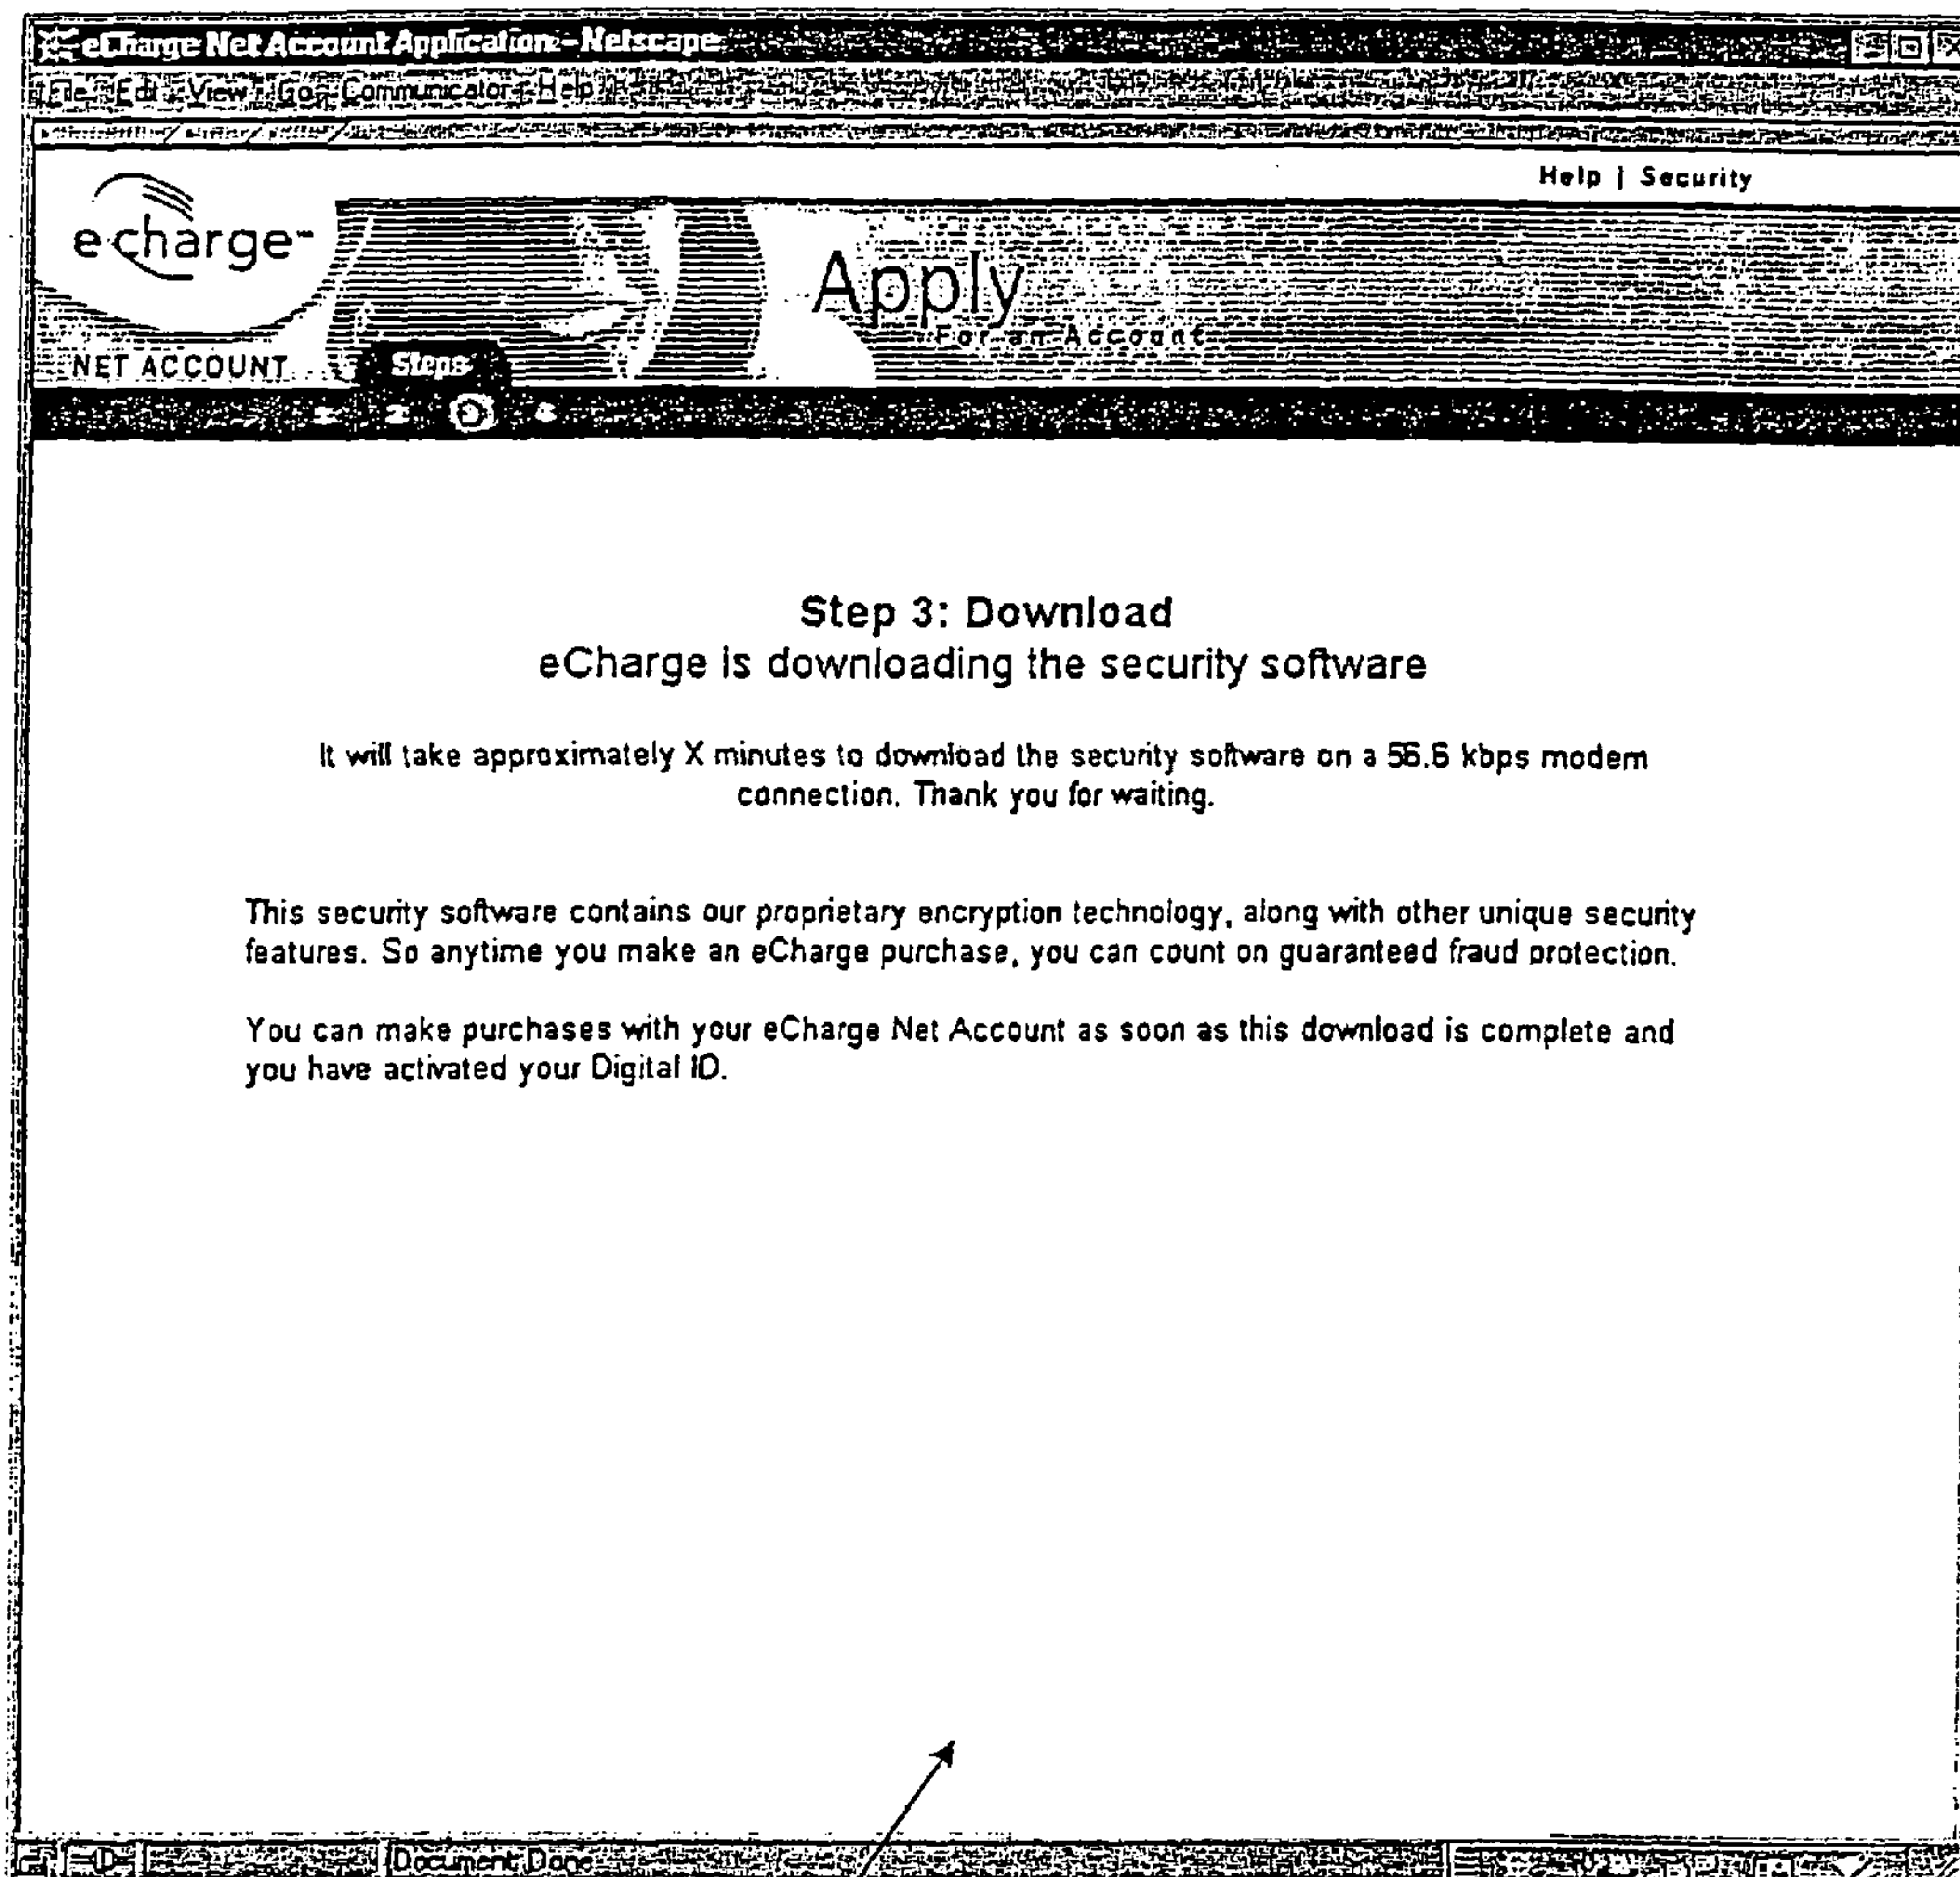 eCharge Net Account Application - Netscape
File Edit View Go Communicator Help
Help | Security
echarge
Apply
For an Account
NET ACCOUNT
Steps
1 2 3 4
Step 3: Download
eCharge is downloading the security software
It will take approximately X minutes to download the security software on a 56.6 kbps modem
connection. Thank you for waiting.
This security software contains our proprietary encryption technology, along with other unique security
features. So anytime you make an eCharge purchase, you can count on guaranteed fraud protection.
You can make purchases with your eCharge Net Account as soon as this download is complete and
you have activated your Digital ID.
Document: Done